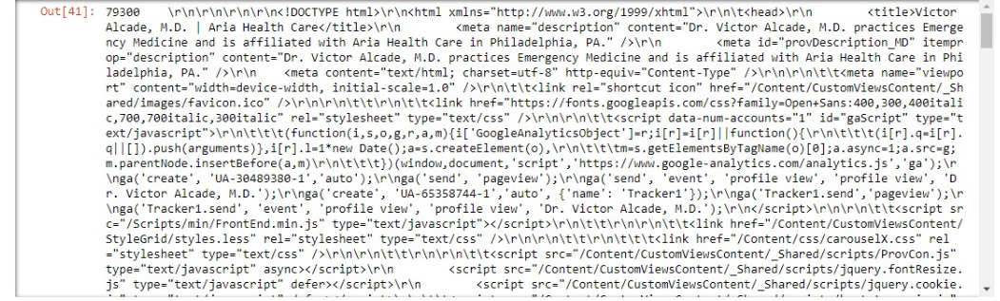 Out[41]: 79300    \r\n\r\n\r\n\r\n<!DOCTYPE html>\r\n<html xmlns="http://www.w3.org/1999/xhtml">\r\n\t<head>\r\n        <title>Victor
Alcade, M.D. | Aria Health Care</title>\r\n        <meta name="description" content="Dr. Victor Alcade, M.D. practices Emerge
ncy Medicine and is affiliated with Aria Health Care in Philadelphia, PA." />\r\n        <meta id="provDescription_MD" itempr
op="description" content="Dr. Victor Alcade, M.D. practices Emergency Medicine and is affiliated with Aria Health Care in Phi
ladelphia, PA." />\r\n    <meta content="text/html; charset=utf-8" http-equiv="Content-Type" />\r\n\r\n\t\t<meta name="viewpo
rt" content="width=device-width, initial-scale=1.0" />\r\n\t\t<link rel="shortcut icon" href="/Content/CustomViewsContent/_Sh
ared/images/favicon.ico" />\r\n\r\n\r\n\t\t<link href="https://fonts.googleapis.com/css?family=Open+Sans:400,300,400itali
c,700,700italic,300italic" rel="stylesheet" type="text/css" />\r\n\r\n\t\t<script data-num-accounts="1" id="gaScript" type="t
ext/javascript">\r\n\t\t\t(function(i,s,o,g,r,a,m){i['GoogleAnalyticsObject']=r;i[r]=i[r]||function(){\r\n\t\t\t(i[r].q=i[r].
q||[]).push(arguments)},i[r].l=1*new Date();a=s.createElement(o),\r\n\t\t\tm=s.getElementsByTagName(o)[0];a.async=1;a.src=g;
m.parentNode.insertBefore(a,m)\r\n\t\t\t})(window,document,'script','https://www.google-analytics.com/analytics.js','ga');\r
\nga('create', 'UA-30489380-1','auto');\r\nga('send', 'pageview');\r\nga('send', 'event', 'profile view', 'profile view', 'D
r. Victor Alcade, M.D.');\r\nga('create', 'UA-65358744-1','auto', {'name': 'Tracker1'});\r\nga('Tracker1.send','pageview');\r
\nga('Tracker1.send', 'event', 'profile view', 'profile view', 'Dr. Victor Alcade, M.D.');\r\n</script>\r\n\r\n\t\t<script sr
c="/Scripts/min/FrontEnd.min.js" type="text/javascript"></script>\r\n\t\t\r\n\r\n\t\t<link href="/Content/CustomViewsContent/
StyleGrid/styles.less" rel="stylesheet" type="text/css" />\r\n\r\n\t\t\r\n\t\t<link href="/Content/css/carouselX.css" rel
="stylesheet" type="text/css" />\r\n\r\n\t\t\r\n\r\n\t\t<script src="/Content/CustomViewsContent/_Shared/scripts/ProvCon.js"
type="text/javascript" async></script>\r\n        <script src="/Content/CustomViewsContent/_Shared/scripts/jquery.fontResize.
js" type="text/javascript" defer></script>\r\n        <script src="/Content/CustomViewsContent/_Shared/scripts/jquery.cookie.